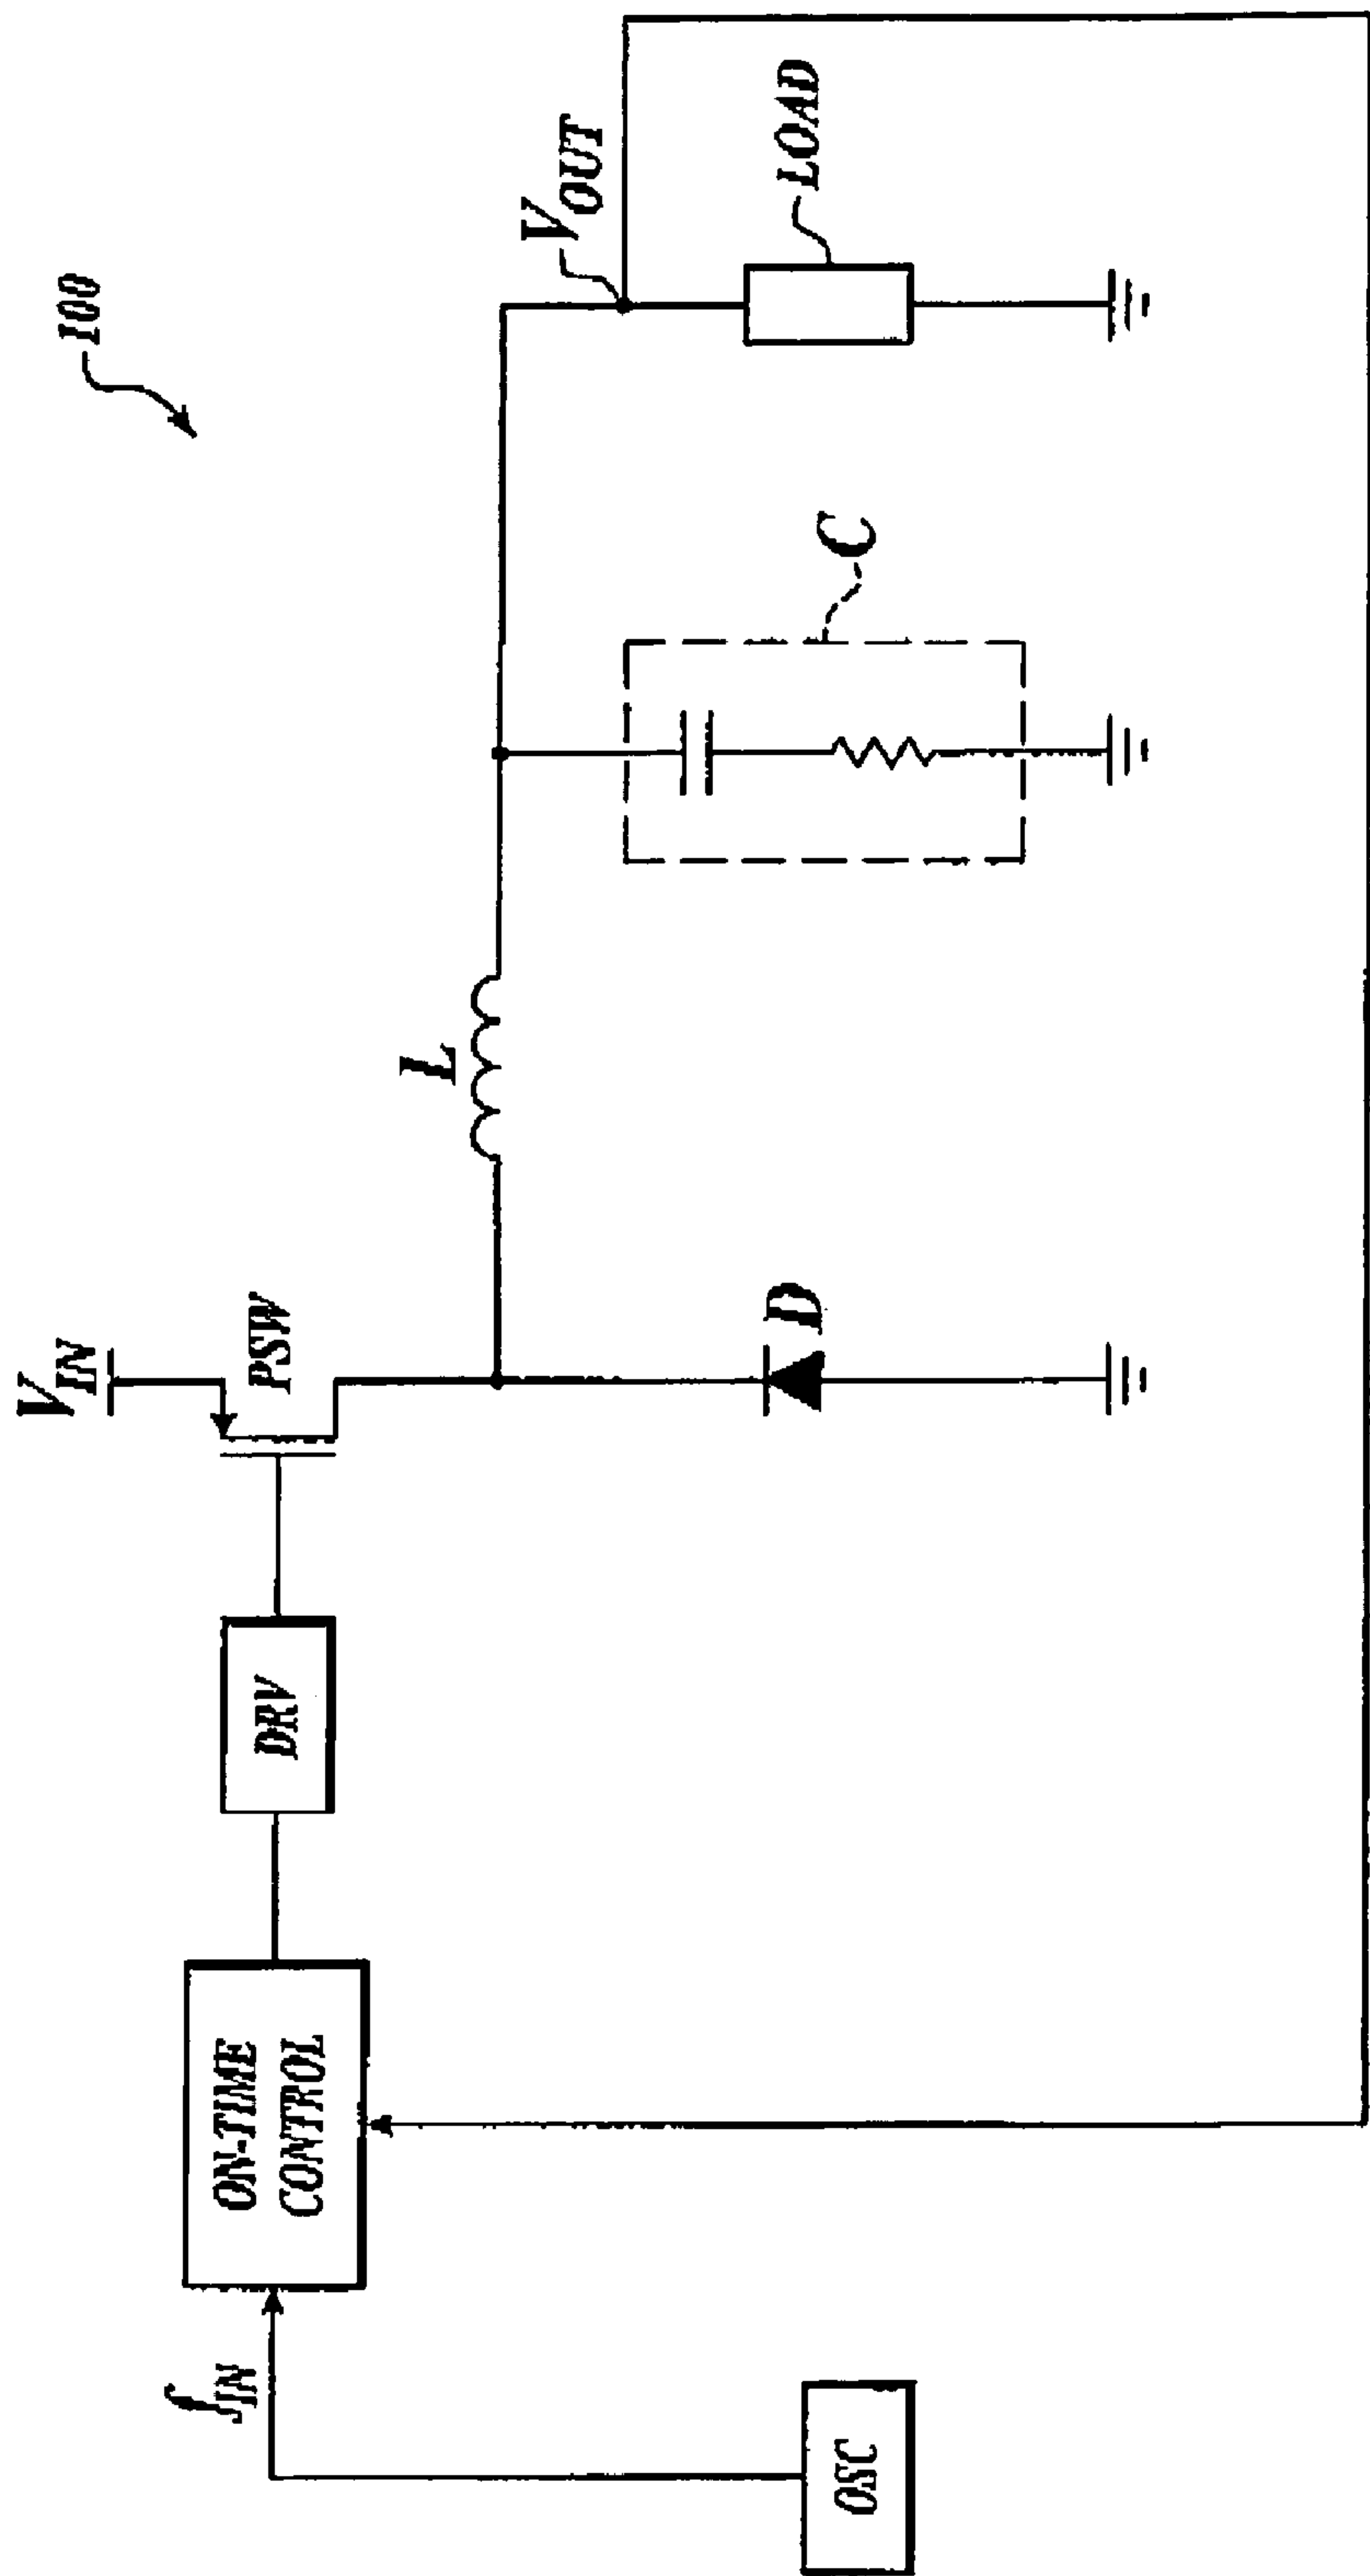 100
V_IN
PSW
L
V_OUT
f_IN
ON-TIME
CONTROL
DRV
C
LOAD
D
OSC